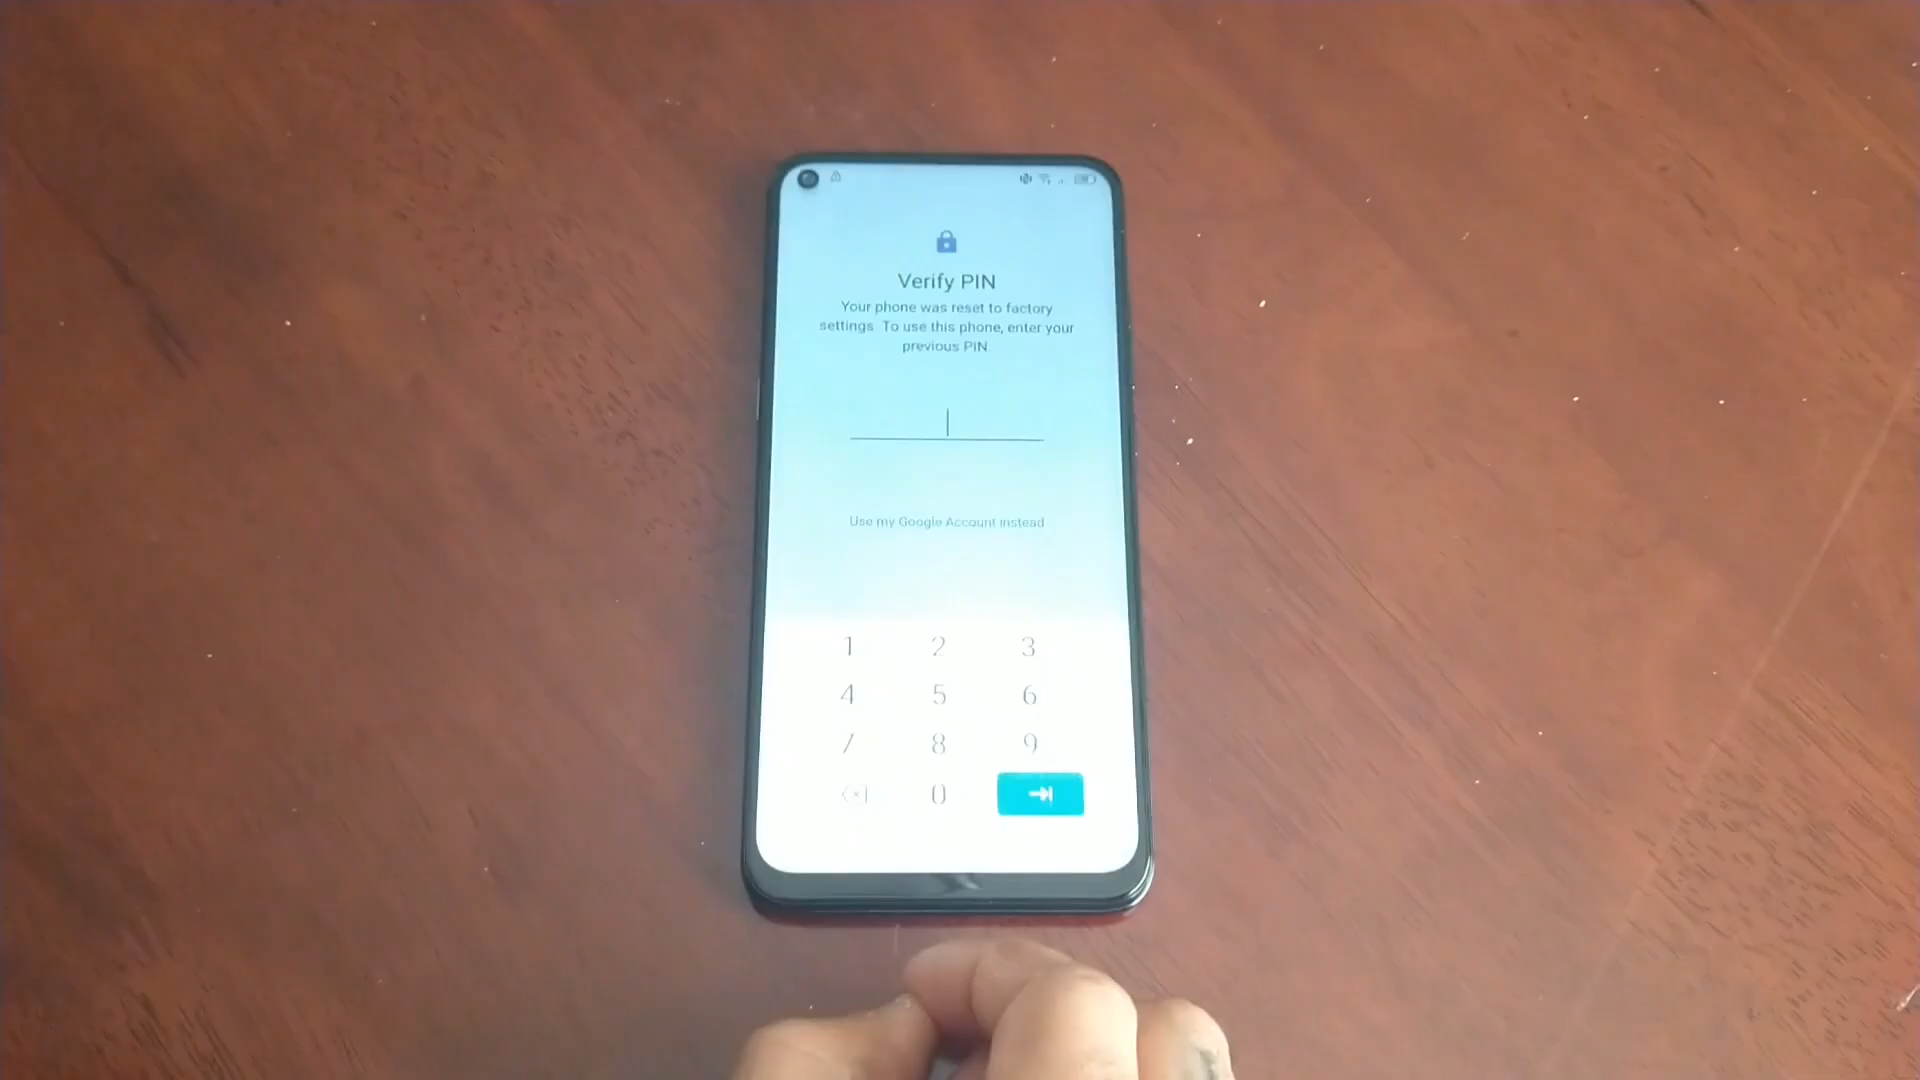 Verify PIN
Your phone was reset to factory
settings. To use this phone, enter your
previous PIN.
Use my Google Account instead
1 2 3
4 5 6
7 8 9
0